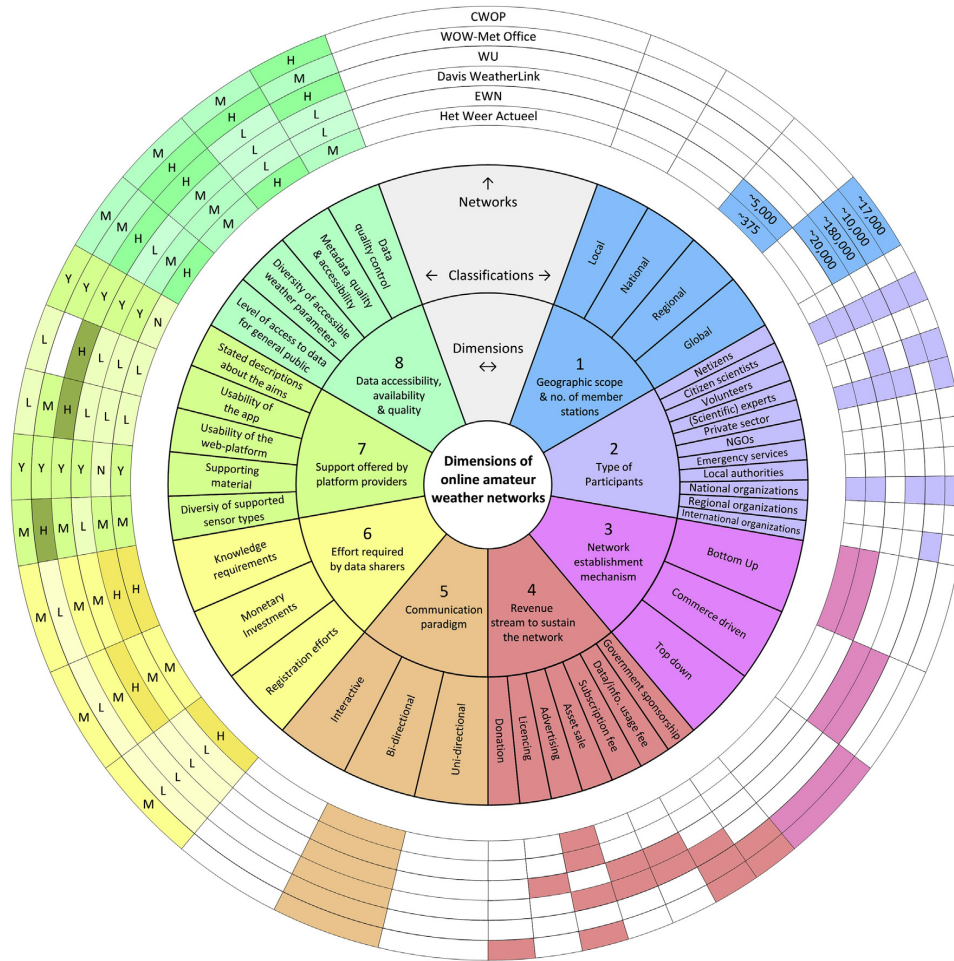 CWOP
WOW-Met Office
WU
Davis WeatherLink
EWN
Het Weer Actueel
↑
Networks
← Classifications →
Dimensions
↔
Dimensions of
online amateur
weather networks
1
Geographic scope
& no. of member
stations
Local
National
Regional
Global
~5,000
~375
~17,000
~10,000
~180,000
~20,000
2
Type of
Participants
Netizens
Citizen scientists
Volunteers
(Scientific) experts
Private sector
NGOs
Emergency services
Local authorities
National organizations
Regional organizations
International organizations
3
Network
establishment
mechanism
Bottom Up
Commerce driven
Top down
4
Revenue
stream to sustain
the network
Government sponsorship
Data/info. usage fee
Subscription fee
Asset sale
Advertising
Licencing
Donation
5
Communication
paradigm
Uni-directional
Bi-directional
Interactive
6
Effort required
by data sharers
Registration efforts
Monetary
Investments
Knowledge
requirements
M L L L L H
M L M H M M
M L M M H H
7
Support offered by
platform providers
Diversiy of supported
sensor types
Supporting
material
Usability of the
web-platform
Usability of
the app
Stated descriptions
about the aims
M H M L M M
Y Y Y Y N Y
L M H L L L
L H L L L
Y Y Y Y Y N
8
Data accessibility,
availability
& quality
Level of access to data
for general public
Diversity of accessible
weather parameters
Metadata quality
& accessibility
Data
quality control
M M H L M H
M H H M M M
M H L L L H
H M H L L M